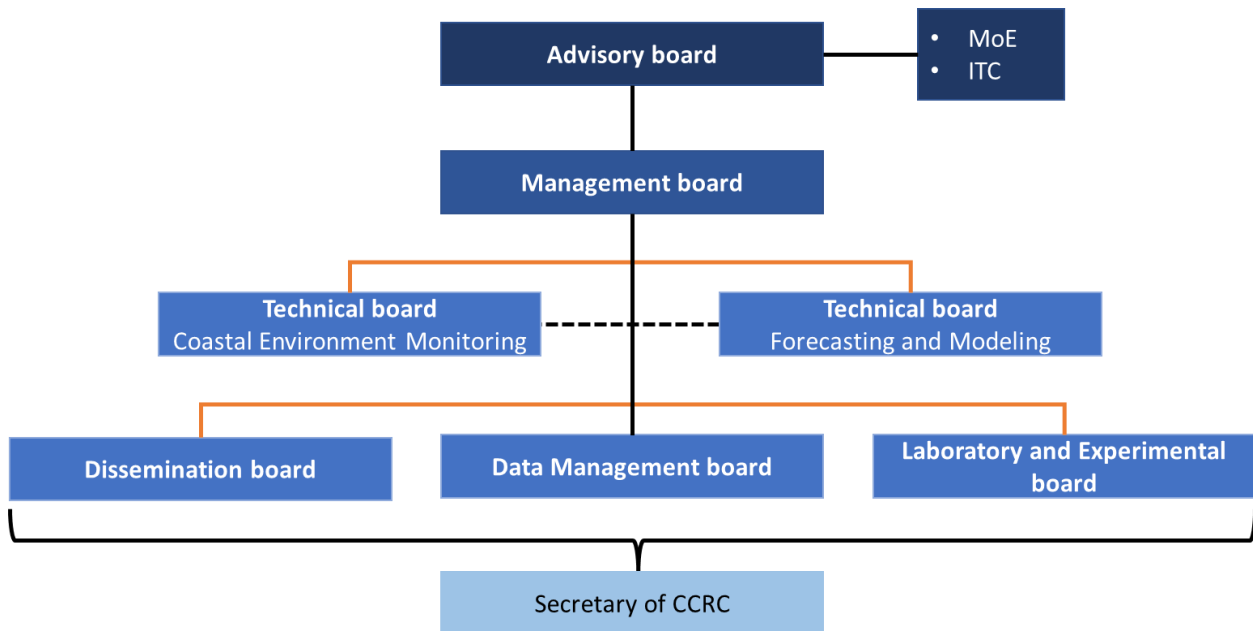 Advisory board
• MoE
• ITC
Management board
Technical board
Coastal Environment Monitoring
Technical board
Forecasting and Modeling
Dissemination board
Data Management board
Laboratory and Experimental
board
Secretary of CCRC